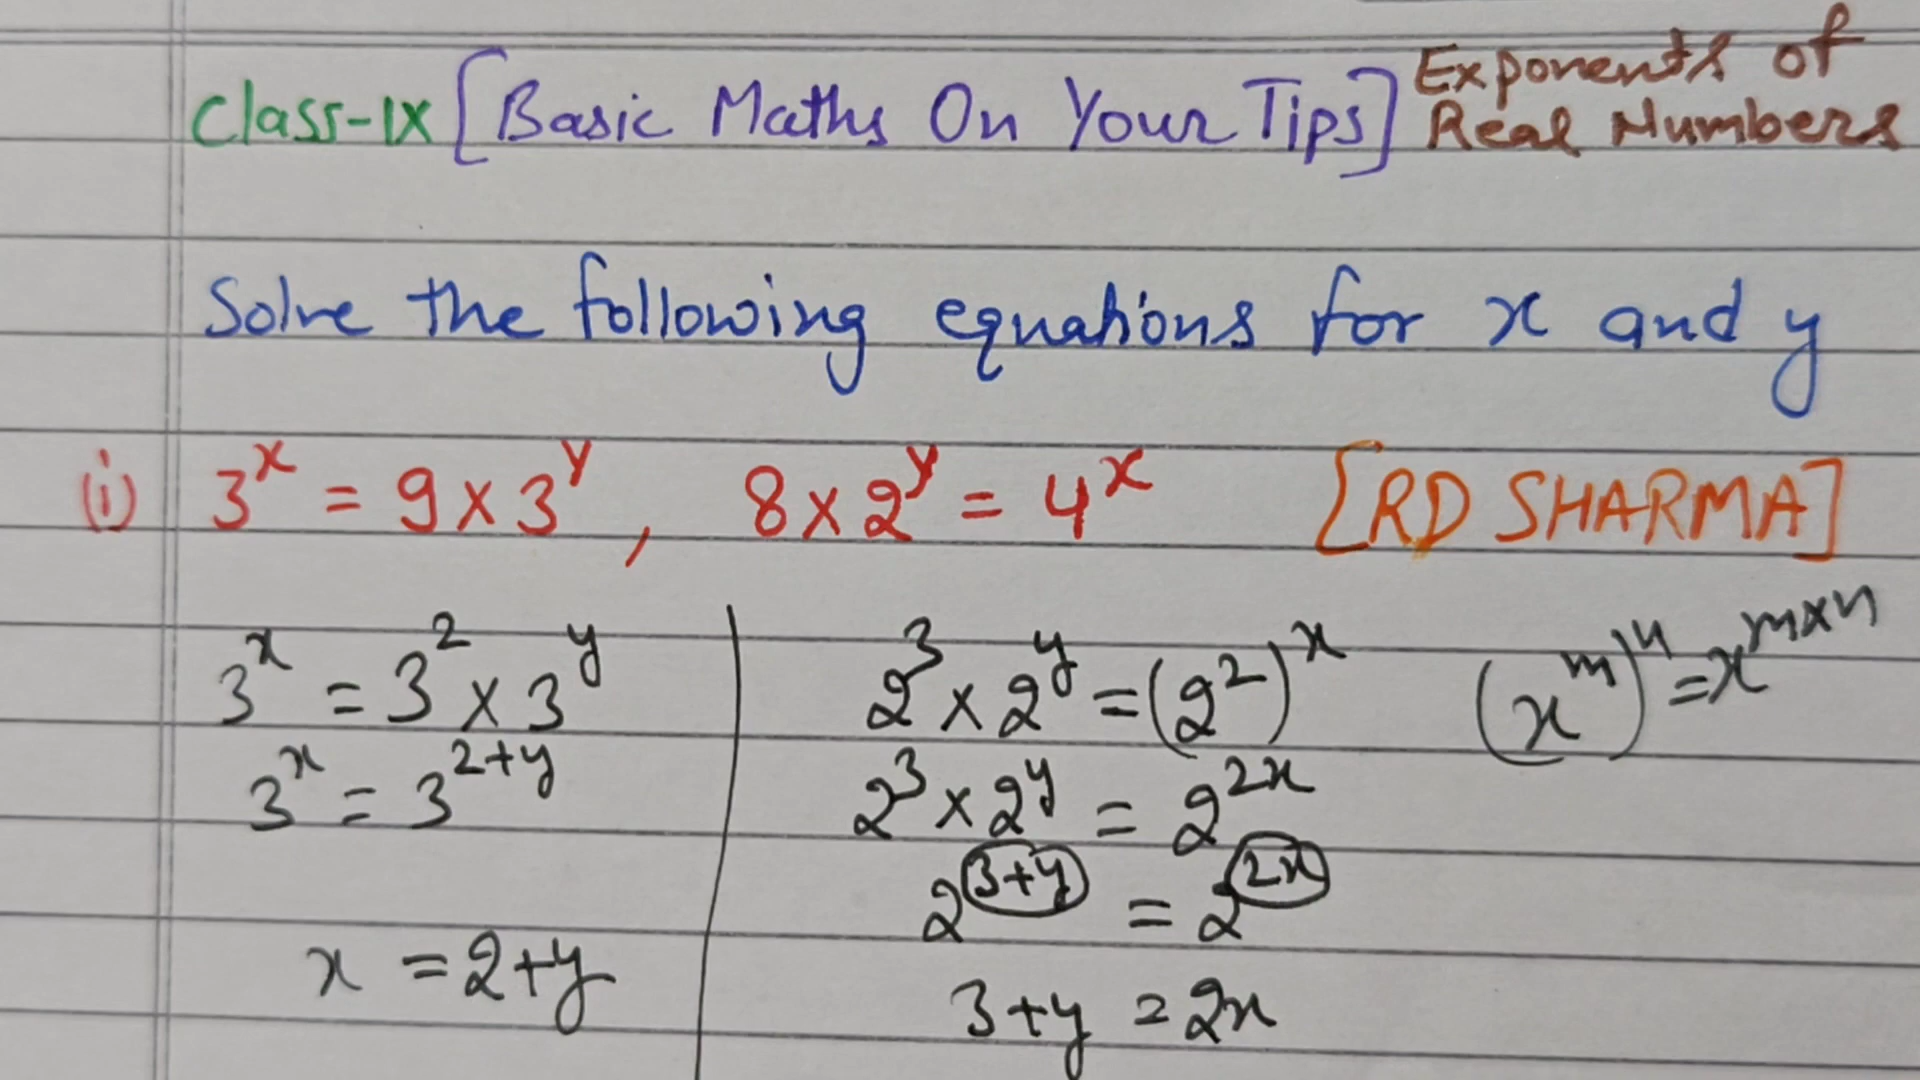 Class-IX [Basic Maths On Your Tips] Exponents of
Real Numbers
Solve the following equations for x and y
(i) 3^x = 9 × 3^y , 8 × 2^y = 4^x [RD SHARMA]
3^x = 3^2 × 3^y
3^x = 3^(2+y)
x = 2+y
2^3 × 2^y = (2^2)^x
2^3 × 2^y = 2^(2x)
2^(3+y) = 2^(2x)
3+y = 2x
(x^m)^n = x^(m×n)